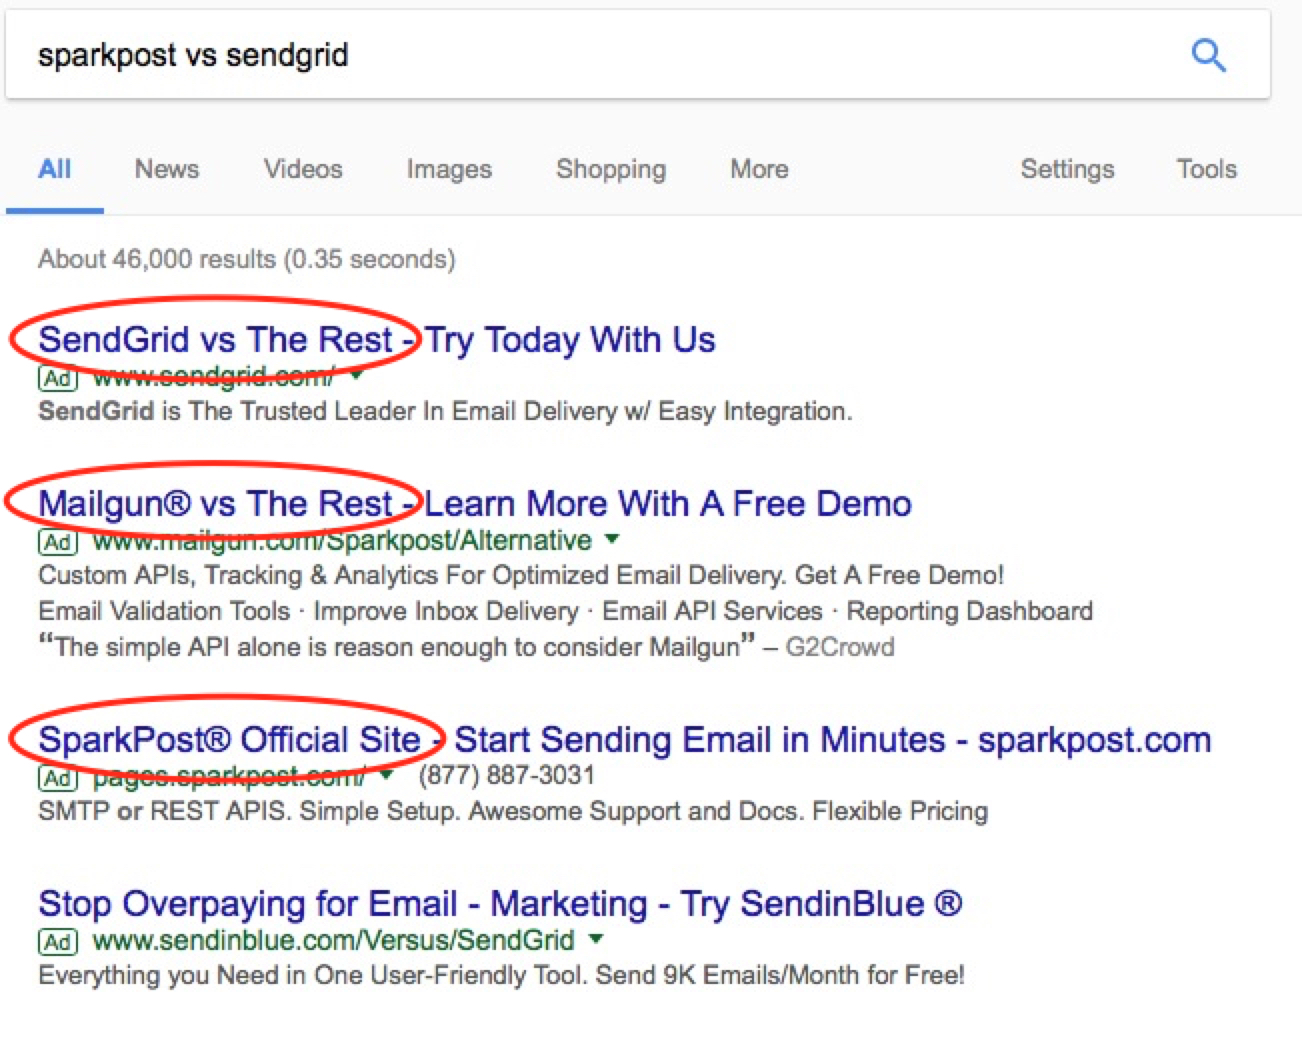 sparkpost vs sendgrid
All News Videos Images Shopping More Settings Tools
About 46,000 results (0.35 seconds)
SendGrid vs The Rest - Try Today With Us
Ad www.sendgrid.com/
SendGrid is The Trusted Leader In Email Delivery w/ Easy Integration.
Mailgun® vs The Rest - Learn More With A Free Demo
Ad www.mailgun.com/Sparkpost/Alternative
Custom APIs, Tracking & Analytics For Optimized Email Delivery. Get A Free Demo!
Email Validation Tools · Improve Inbox Delivery · Email API Services · Reporting Dashboard
“The simple API alone is reason enough to consider Mailgun” – G2Crowd
SparkPost® Official Site - Start Sending Email in Minutes - sparkpost.com
Ad pages.sparkpost.com/ (877) 887-3031
SMTP or REST APIS. Simple Setup. Awesome Support and Docs. Flexible Pricing
Stop Overpaying for Email - Marketing - Try SendinBlue ®
Ad www.sendinblue.com/Versus/SendGrid
Everything you Need in One User-Friendly Tool. Send 9K Emails/Month for Free!